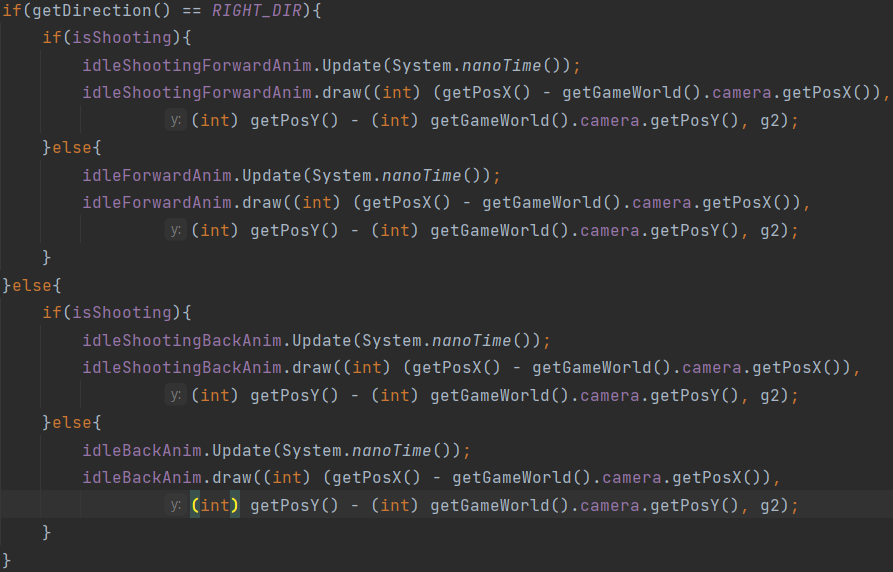 if(getDirection() == RIGHT_DIR){
    if(isShooting){
        idleShootingForwardAnim.Update(System.nanoTime());
        idleShootingForwardAnim.draw((int) (getPosX() - getGameWorld().camera.getPosX()),
                y: (int) getPosY() - (int) getGameWorld().camera.getPosY(), g2);
    }else{
        idleForwardAnim.Update(System.nanoTime());
        idleForwardAnim.draw((int) (getPosX() - getGameWorld().camera.getPosX()),
                y: (int) getPosY() - (int) getGameWorld().camera.getPosY(), g2);
    }
}else{
    if(isShooting){
        idleShootingBackAnim.Update(System.nanoTime());
        idleShootingBackAnim.draw((int) (getPosX() - getGameWorld().camera.getPosX()),
                y: (int) getPosY() - (int) getGameWorld().camera.getPosY(), g2);
    }else{
        idleBackAnim.Update(System.nanoTime());
        idleBackAnim.draw((int) (getPosX() - getGameWorld().camera.getPosX()),
                y: (int) getPosY() - (int) getGameWorld().camera.getPosY(), g2);
    }
}